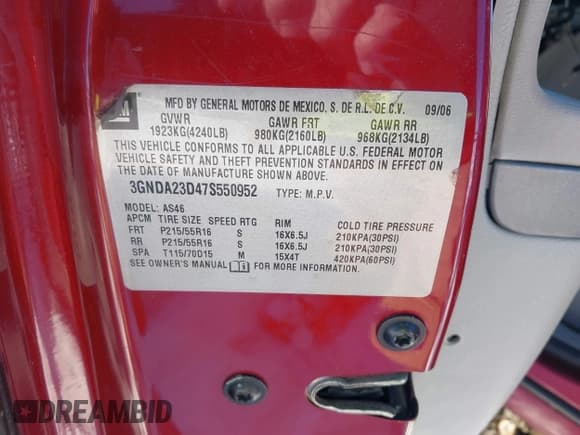 GM
MFD BY GENERAL MOTORS DE MEXICO, S. DE R.L. DE C.V. 09/06
GVWR GAWR FRT GAWR RR
1923KG(4240LB) 980KG(2160LB) 968KG(2134LB)
THIS VEHICLE CONFORMS TO ALL APPLICABLE U.S. FEDERAL MOTOR
VEHICLE SAFETY AND THEFT PREVENTION STANDARDS IN EFFECT ON
THE DATE OF MANUFACTURE SHOWN ABOVE.
3GNDA23D47S550952 TYPE: M.P.V.
MODEL: AS46
APCM TIRE SIZE SPEED RTG RIM COLD TIRE PRESSURE
FRT P215/55R16 S 16X6.5J 210KPA(30PSI)
RR P215/55R16 S 16X6.5J 210KPA(30PSI)
SPA T115/70D15 M 15X4T 420KPA(60PSI)
SEE OWNER'S MANUAL FOR MORE INFORMATION.
DREAMBID